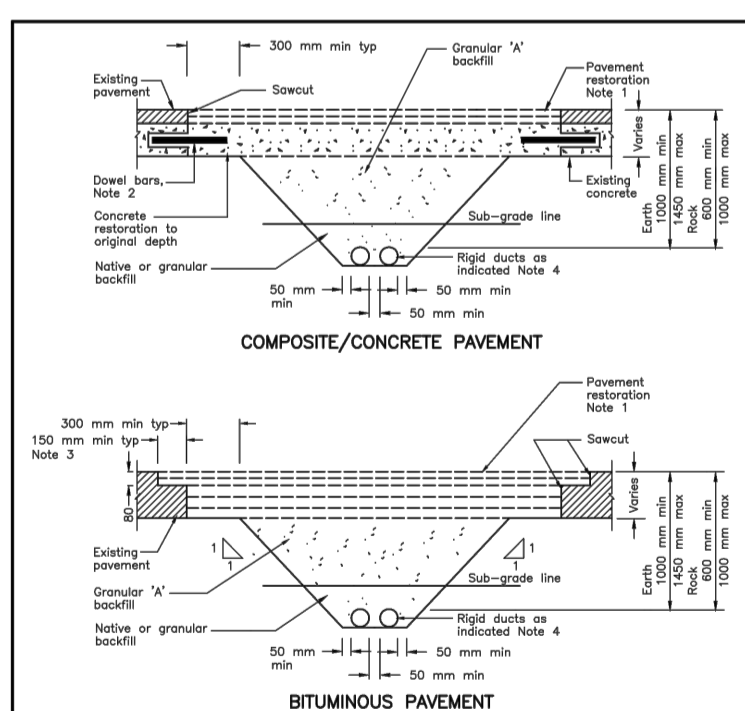 300 mm min typ
Granular 'A'
backfill
Existing
pavement
Sawcut
Pavement
restoration
Note 1
Varies
Earth
1000 mm min
1450 mm max
Rock
600 mm min
1000 mm max
Dowel bars,
Note 2
Existing
concrete
Concrete
restoration to
original depth
Sub-grade line
Native or granular
backfill
Rigid ducts as
indicated Note 4
50 mm
min
50 mm min
50 mm min
COMPOSITE/CONCRETE PAVEMENT
Pavement
restoration
Note 1
300 mm min typ
150 mm min typ
Note 3
Sawcut
80
Varies
Earth
1000 mm min
1450 mm max
Rock
600 mm min
1000 mm max
Existing
pavement
1
1
1
1
Granular 'A'
backfill
Sub-grade line
Native or granular
backfill
Rigid ducts as
indicated Note 4
50 mm
min
50 mm min
50 mm min
BITUMINOUS PAVEMENT